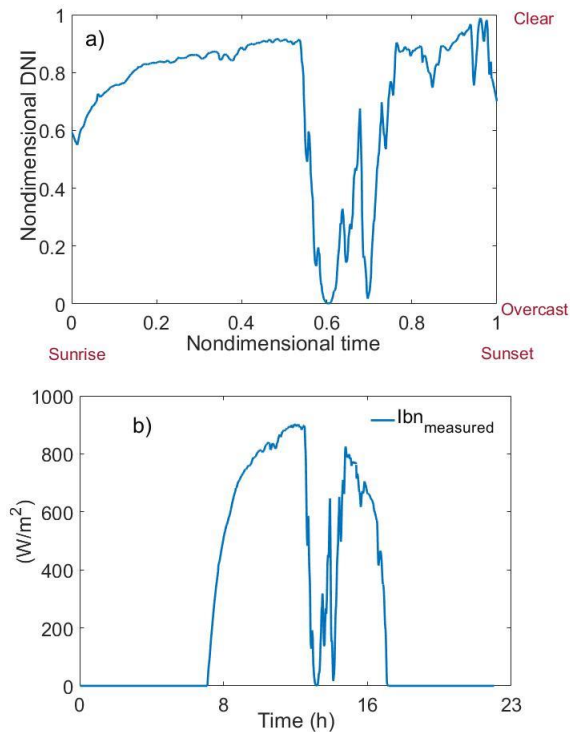 a)
Clear
Nondimensional DNI
1
0.8
0.6
0.4
0.2
0
0 0.2 0.4 0.6 0.8 1
Overcast
Sunrise
Nondimensional time
Sunset
b)
Ibn measured
(W/m²)
1000
800
600
400
200
0
0 8 16 23
Time (h)